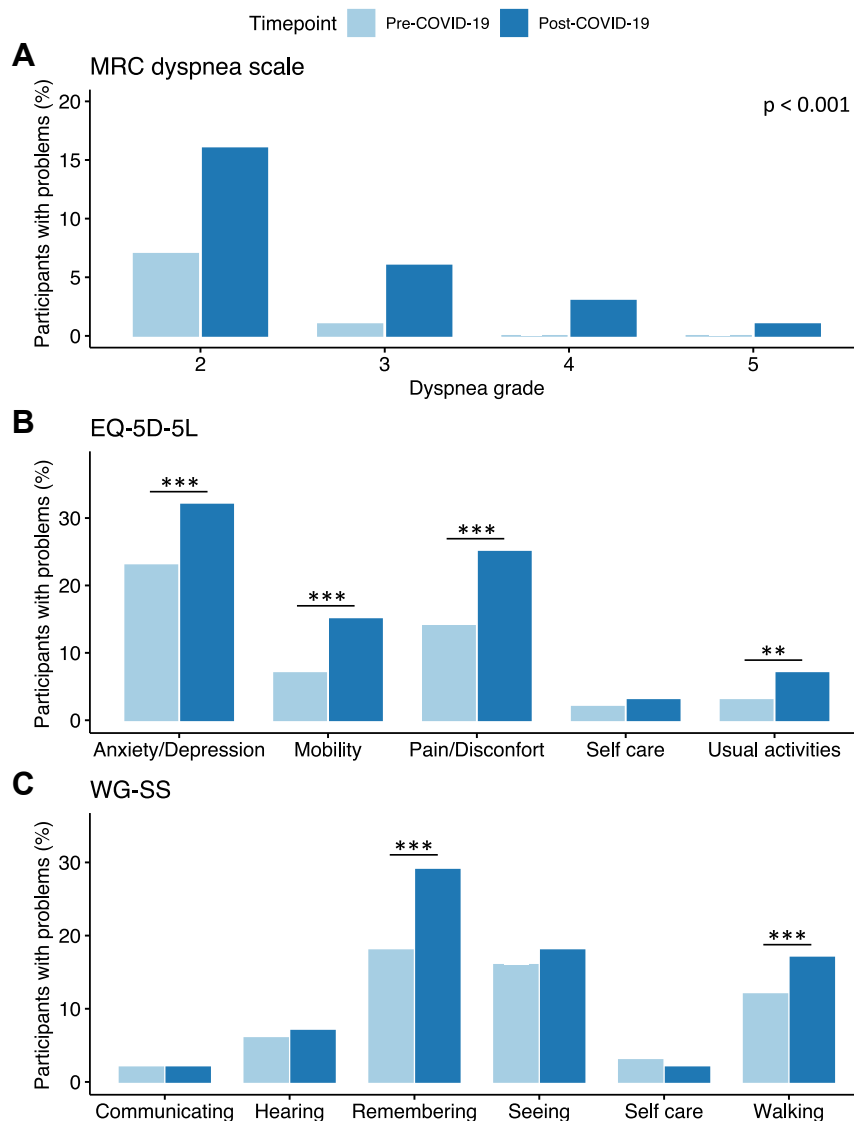 Timepoint Pre-COVID-19 Post-COVID-19
A
MRC dyspnea scale
p < 0.001
Participants with problems (%)
20
15
10
5
0
2 3 4 5
Dyspnea grade
B
EQ-5D-5L
Participants with problems (%)
30
20
10
0
*** *** *** **
Anxiety/Depression Mobility Pain/Disconfort Self care Usual activities
C
WG-SS
Participants with problems (%)
30
20
10
0
*** ***
Communicating Hearing Remembering Seeing Self care Walking